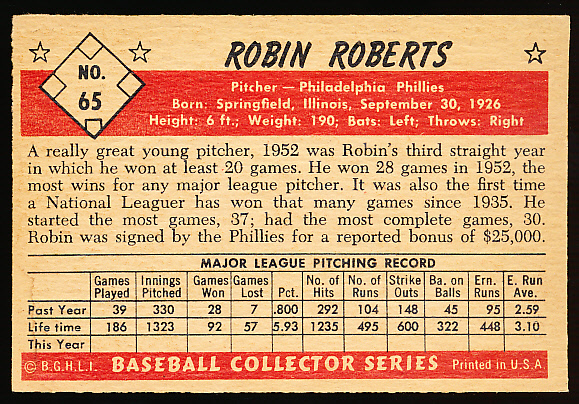 NO.
65
ROBIN ROBERTS
Pitcher — Philadelphia Phillies
Born: Springfield, Illinois, September 30, 1926
Height: 6 ft., Weight: 190; Bats: Left; Throws: Right
A really great young pitcher, 1952 was Robin's third straight year
in which he won at least 20 games. He won 28 games in 1952, the
most wins for any major league pitcher. It was also the first time
a National Leaguer has won that many games since 1935. He
started the most games, 37; had the most complete games, 30.
Robin was signed by the Phillies for a reported bonus of $25,000.
MAJOR LEAGUE PITCHING RECORD
Games Innings Games Games No. of No. of Strike Ba. on Ern. E. Run
Played Pitched Won Lost Pct. Hits Runs Outs Balls Runs Ave.
Past Year 39 330 28 7 .800 292 104 148 45 95 2.59
Life time 186 1323 92 57 5.93 1235 495 600 322 448 3.10
This Year
© B.G.H.L.I. BASEBALL COLLECTOR SERIES Printed in U.S.A.